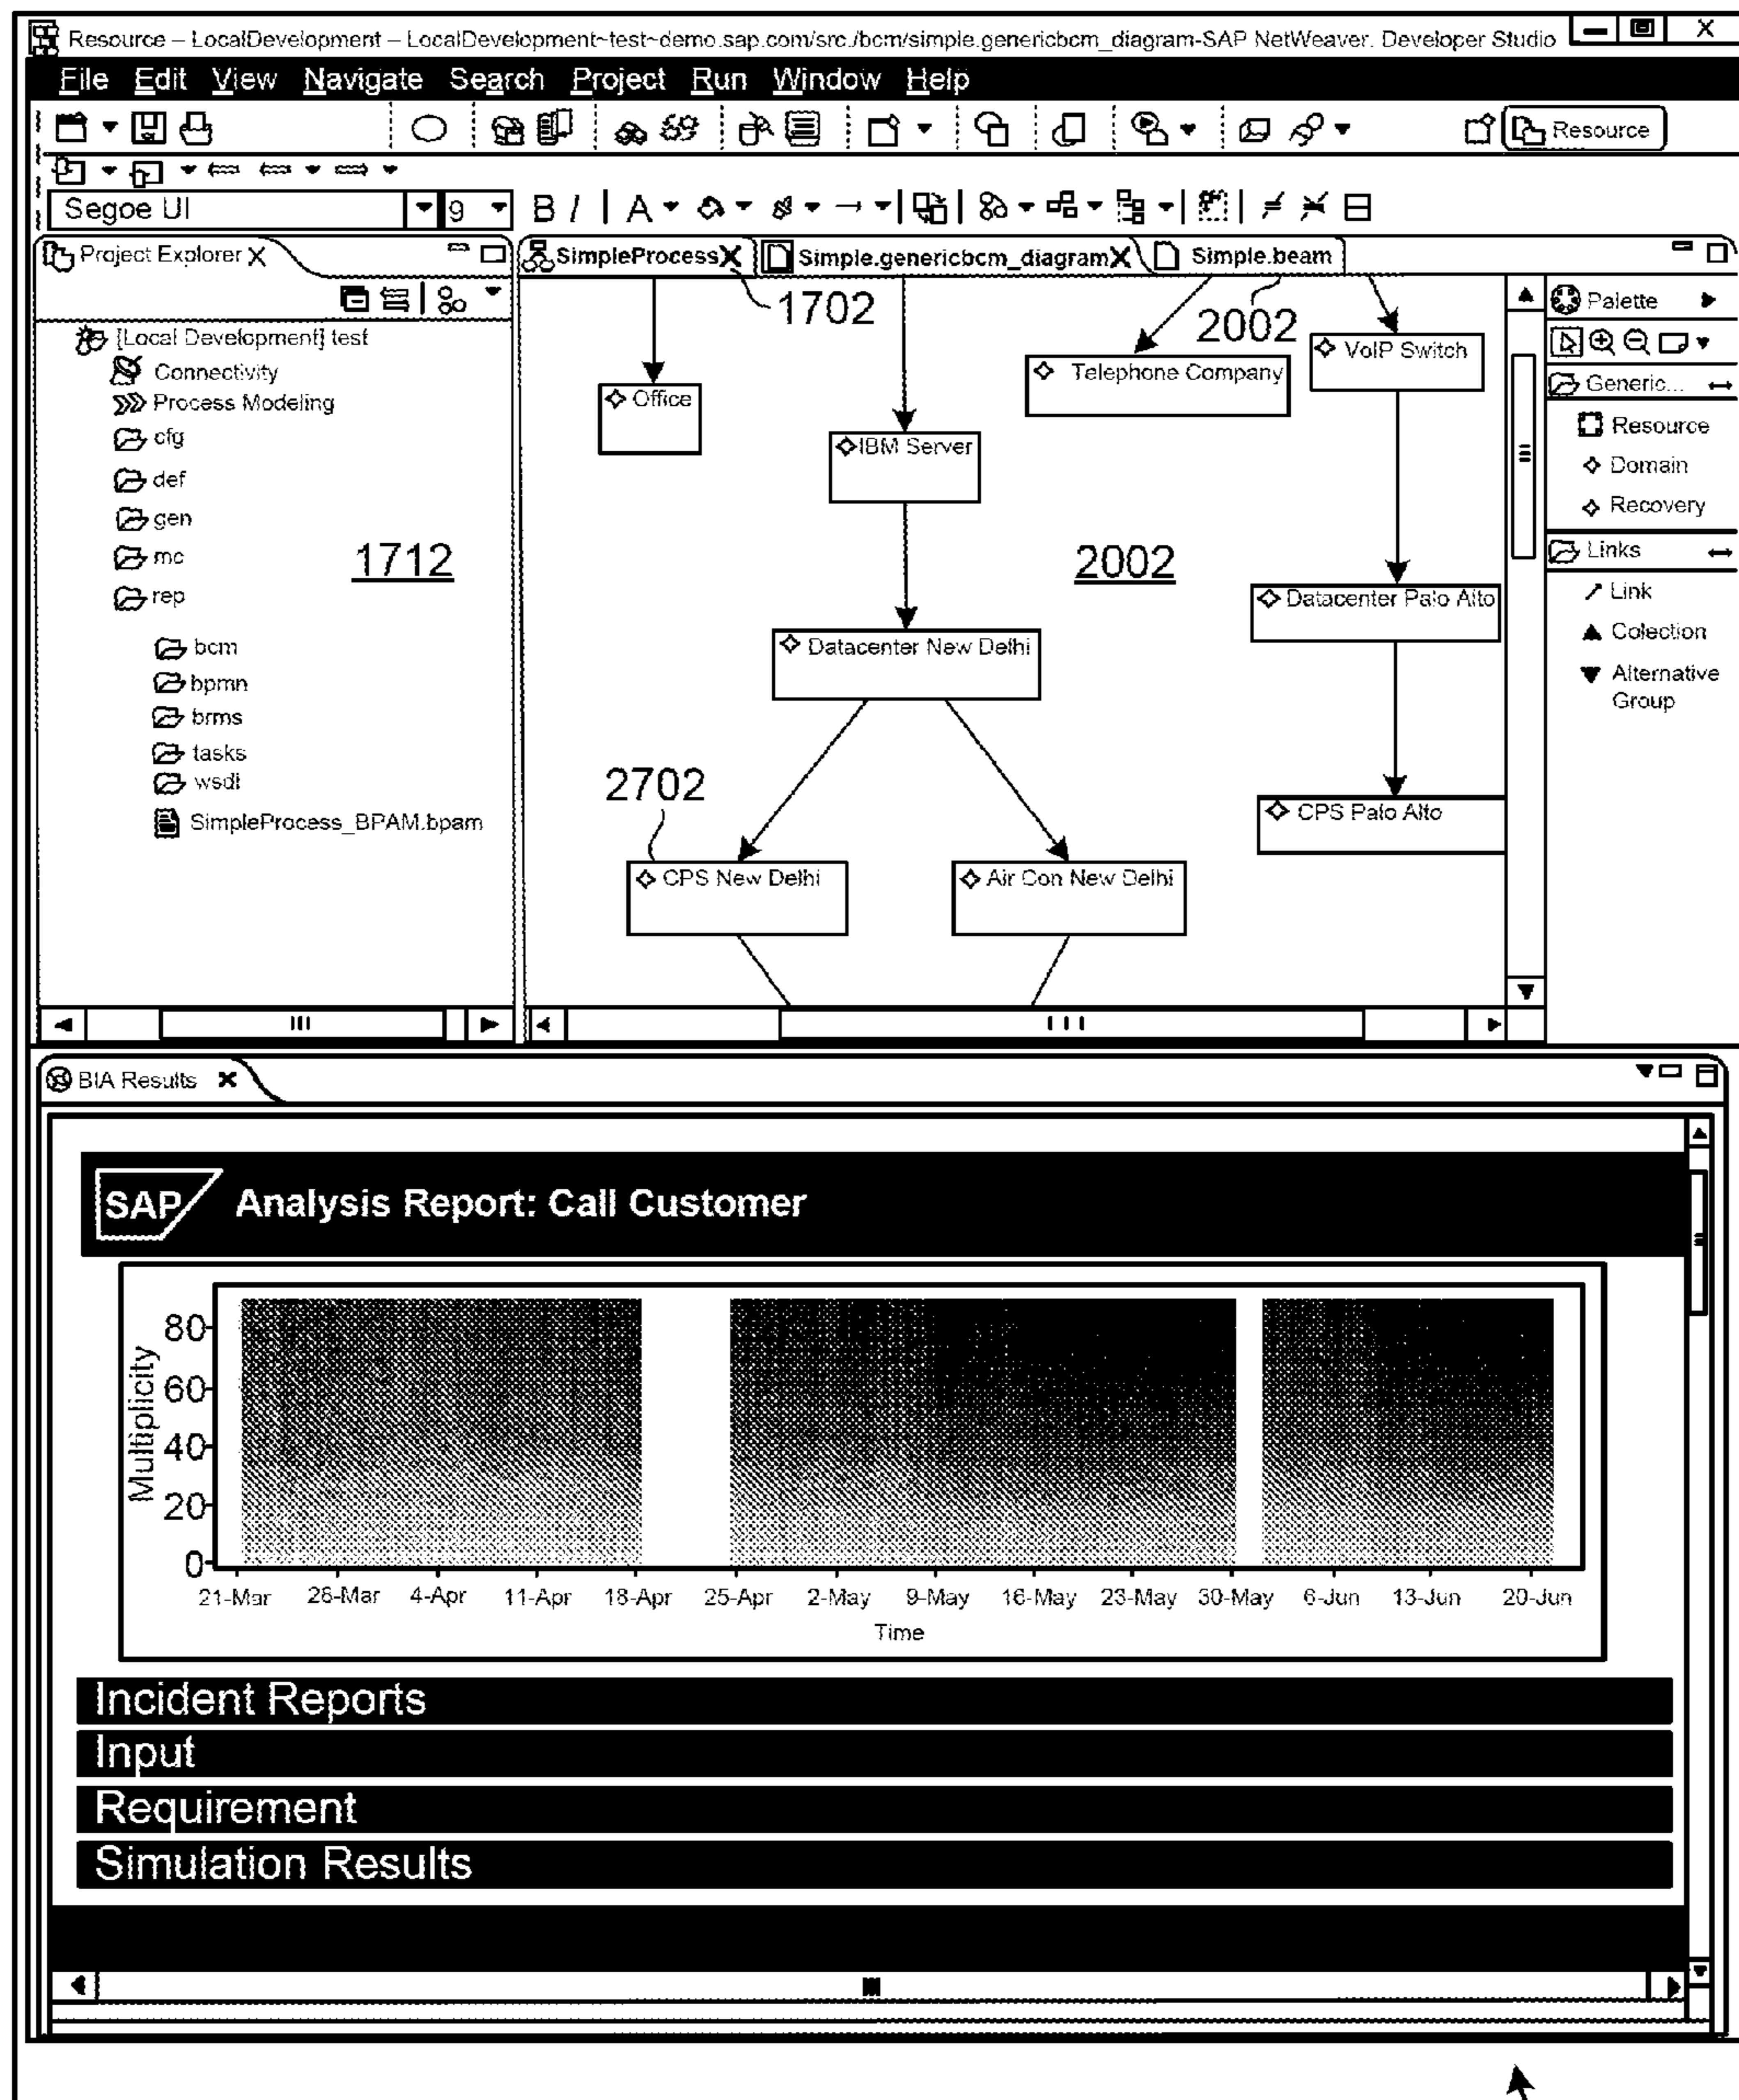 Resource – LocalDevelopment – LocalDevelopment~test~demo.sap.com/src./bcm/simple.genericbcm_diagram-SAP NetWeaver. Developer Studio
File Edit View Navigate Search Project Run Window Help
Resource
Segoe UI 9 B I A
Project Explorer SimpleProcess Simple.genericbcm_diagram Simple.beam
1702 2002 Palette
[Local Development] test
Connectivity
Process Modeling
cfg
def
gen
mc
rep
bcm
bpmn
brms
tasks
wsdl
SimpleProcess_BPAM.bpam
1712
Office
IBM Server
Telephone Company
VoIP Switch
2002
Datacenter New Delhi
Datacenter Palo Alto
2702
CPS Palo Alto
CPS New Delhi
Air Con New Delhi
Generic...
Resource
Domain
Recovery
Links
Link
Colection
Alternative
Group
BIA Results
SAP Analysis Report: Call Customer
Multiplicity
80
60
40
20
0
21-Mar 28-Mar 4-Apr 11-Apr 18-Apr 25-Apr 2-May 9-May 16-May 23-May 30-May 6-Jun 13-Jun 20-Jun
Time
Incident Reports
Input
Requirement
Simulation Results